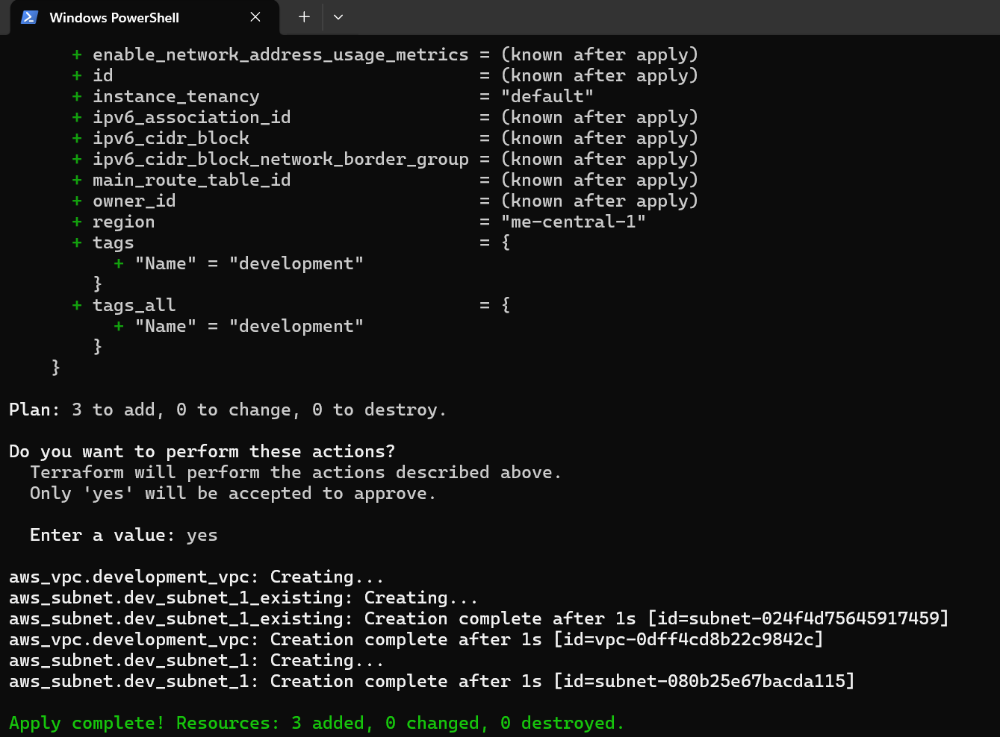 Windows PowerShell
+ enable_network_address_usage_metrics = (known after apply)
+ id = (known after apply)
+ instance_tenancy = "default"
+ ipv6_association_id = (known after apply)
+ ipv6_cidr_block = (known after apply)
+ ipv6_cidr_block_network_border_group = (known after apply)
+ main_route_table_id = (known after apply)
+ owner_id = (known after apply)
+ region = "me-central-1"
+ tags = {
+ "Name" = "development"
}
+ tags_all = {
+ "Name" = "development"
}
}
Plan: 3 to add, 0 to change, 0 to destroy.
Do you want to perform these actions?
Terraform will perform the actions described above.
Only 'yes' will be accepted to approve.
Enter a value: yes
aws_vpc.development_vpc: Creating...
aws_subnet.dev_subnet_1_existing: Creating...
aws_subnet.dev_subnet_1_existing: Creation complete after 1s [id=subnet-024f4d75645917459]
aws_vpc.development_vpc: Creation complete after 1s [id=vpc-0dff4cd8b22c9842c]
aws_subnet.dev_subnet_1: Creating...
aws_subnet.dev_subnet_1: Creation complete after 1s [id=subnet-080b25e67bacda115]
Apply complete! Resources: 3 added, 0 changed, 0 destroyed.